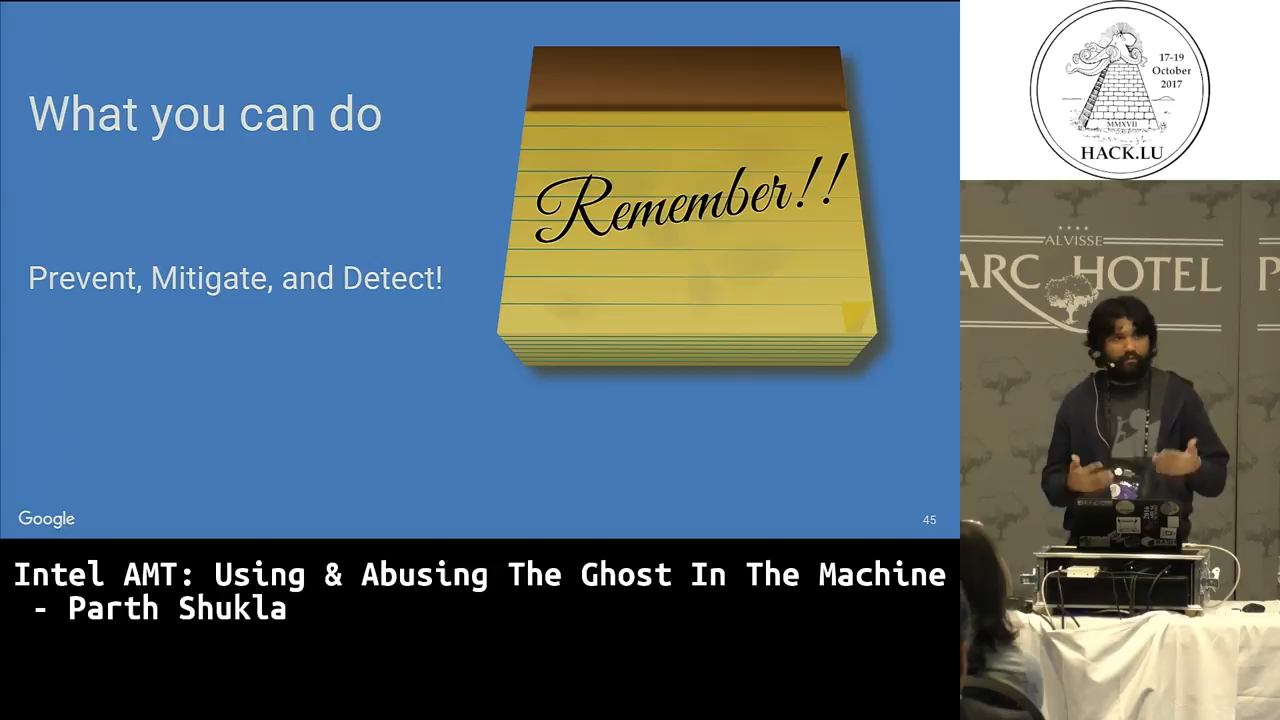 What you can do
Remember!!
Prevent, Mitigate, and Detect!
Google
45
Intel AMT: Using & Abusing The Ghost In The Machine
- Parth Shukla
17-19
October
2017
MMXVII
HACK.LU
ALVISSE
PARC HOTEL